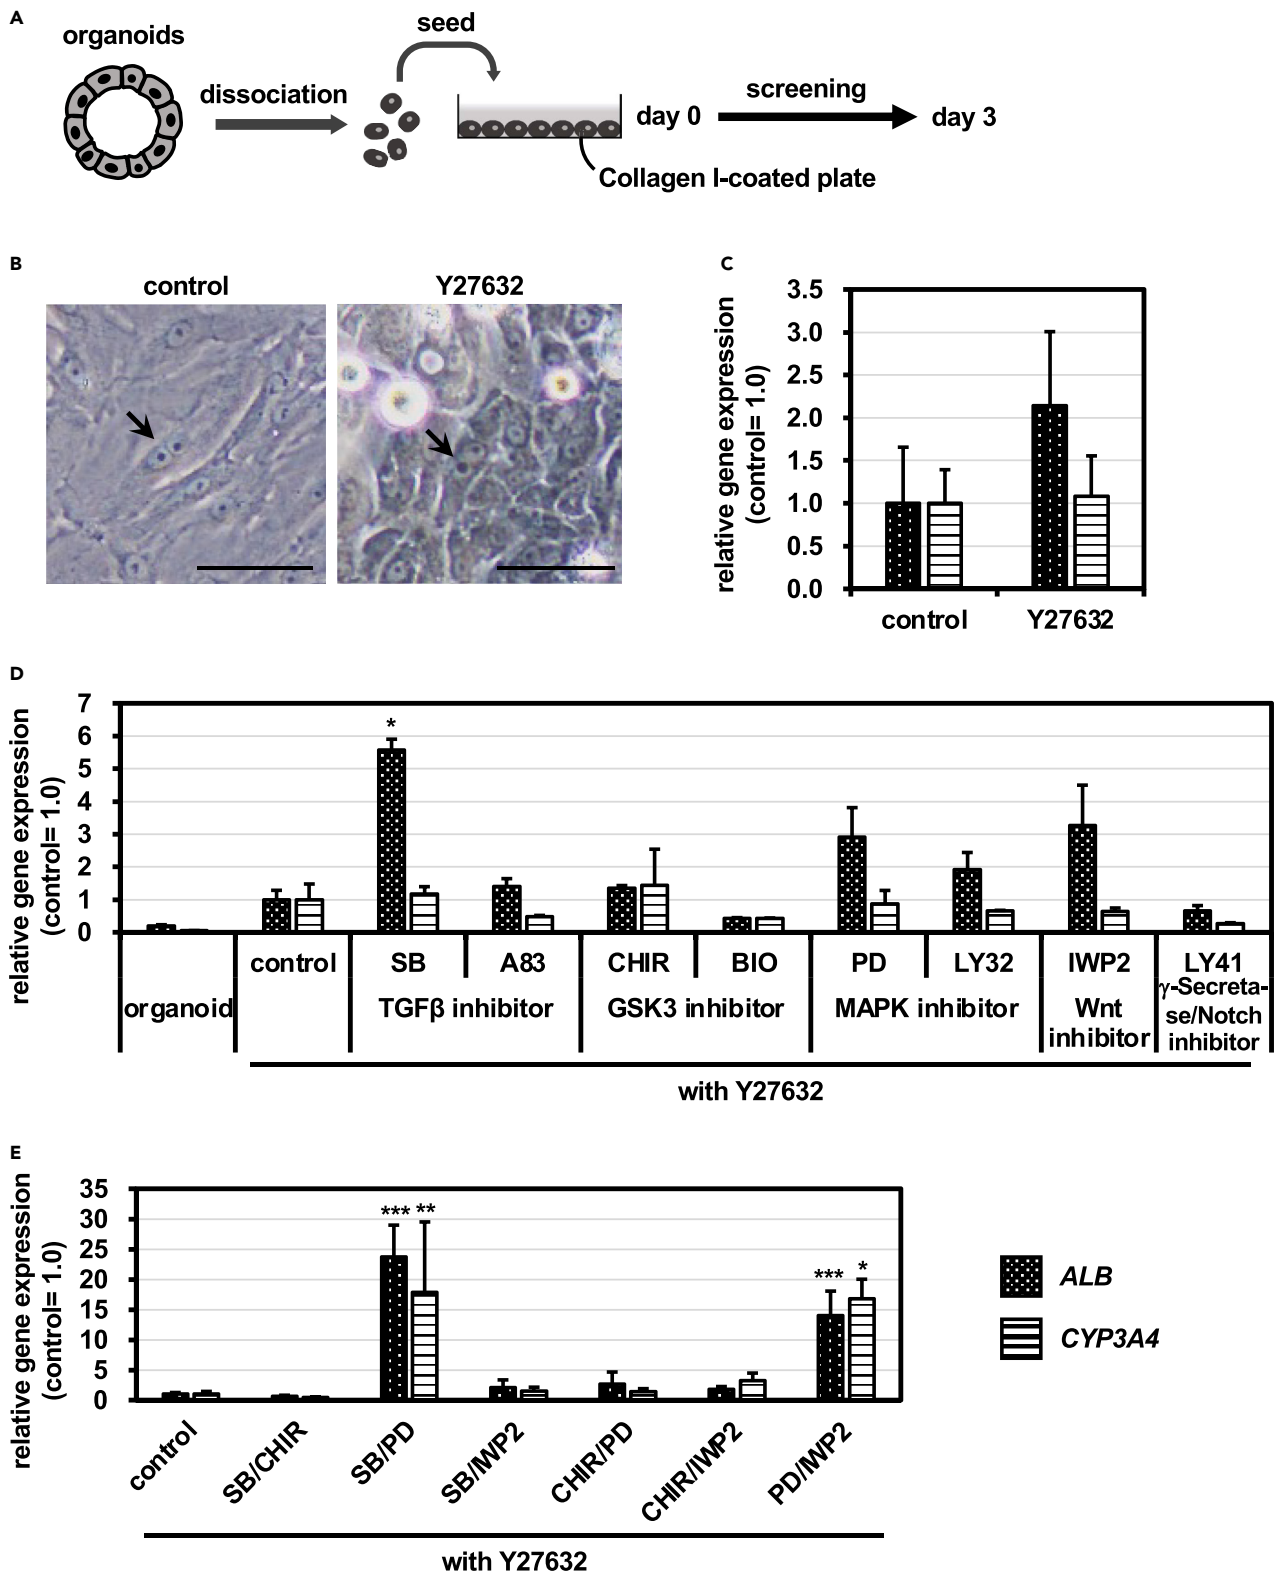 A
organoids
dissociation
seed
day 0
screening
day 3
Collagen I-coated plate
B
control
Y27632
C
relative gene expression
(control= 1.0)
3.5
3.0
2.5
2.0
1.5
1.0
0.5
0.0
control
Y27632
D
relative gene expression
(control= 1.0)
7
6
5
4
3
2
1
0
*
control
SB
A83
CHIR
BIO
PD
LY32
IWP2
LY41
organoid
TGFβ inhibitor
GSK3 inhibitor
MAPK inhibitor
Wnt
inhibitor
γ-Secreta-
se/Notch
inhibitor
with Y27632
E
relative gene expression
(control= 1.0)
35
30
25
20
15
10
5
0
*** **
*** *
control
SB/CHIR
SB/PD
SB/IWP2
CHIR/PD
CHIR/IWP2
PD/IWP2
with Y27632
ALB
CYP3A4